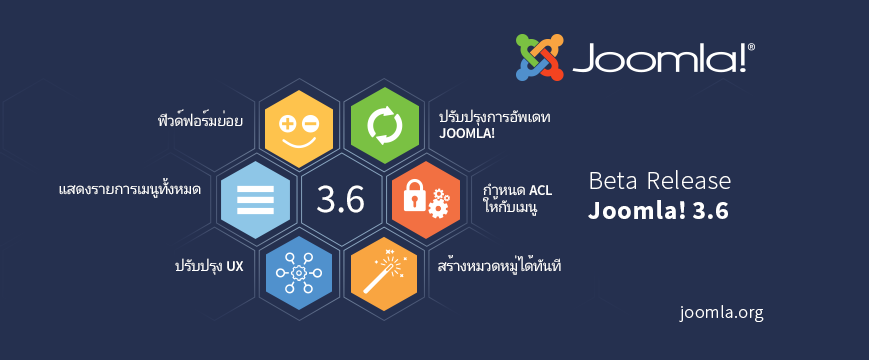 Joomla!®
ฟิวด์ฟอร์มย่อย
ปรับปรุงการอัพเดท
JOOMLA!
แสดงรายการเมนูทั้งหมด
3.6
กำหนด ACL
ให้กับเมนู
Beta Release
Joomla! 3.6
ปรับปรุง UX
สร้างหมวดหมู่ได้ทันที
joomla.org